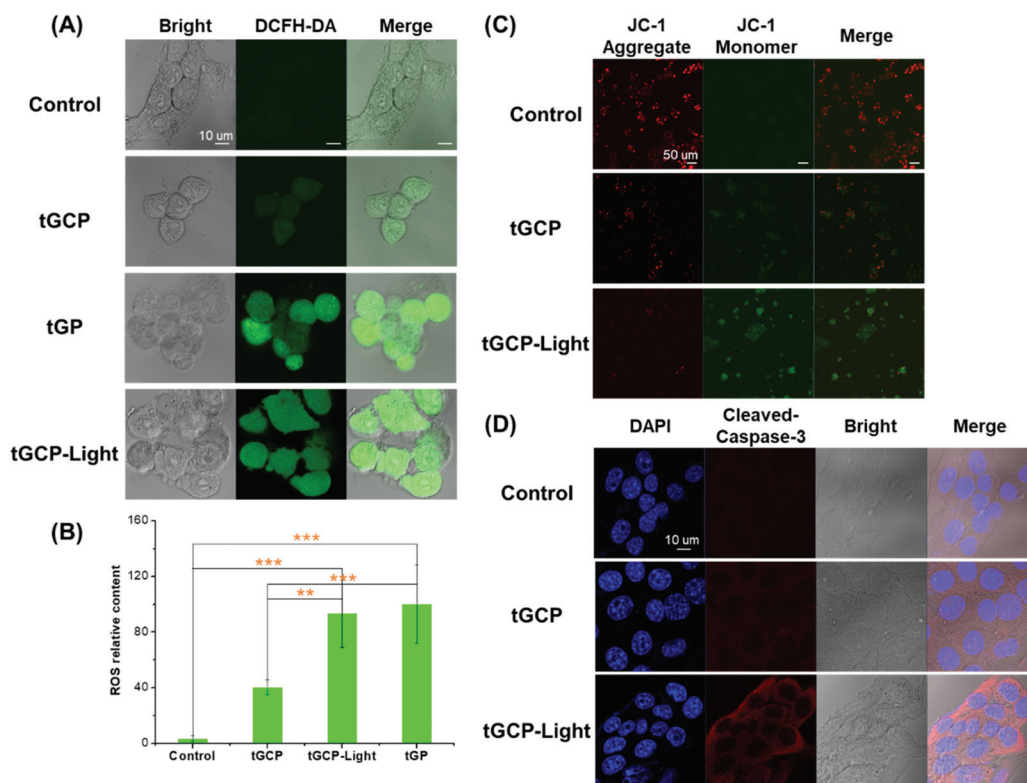 (A)
Bright DCFH-DA Merge
Control
10 um
tGCP
tGP
tGCP-Light
(B)
ROS relative content
160
120
80
40
0
***
***
***
**
Control tGCP tGCP-Light tGP
(C)
JC-1 Aggregate JC-1 Monomer Merge
Control
50 um
tGCP
tGCP-Light
(D)
DAPI Cleaved-Caspase-3 Bright Merge
Control
10 um
tGCP
tGCP-Light